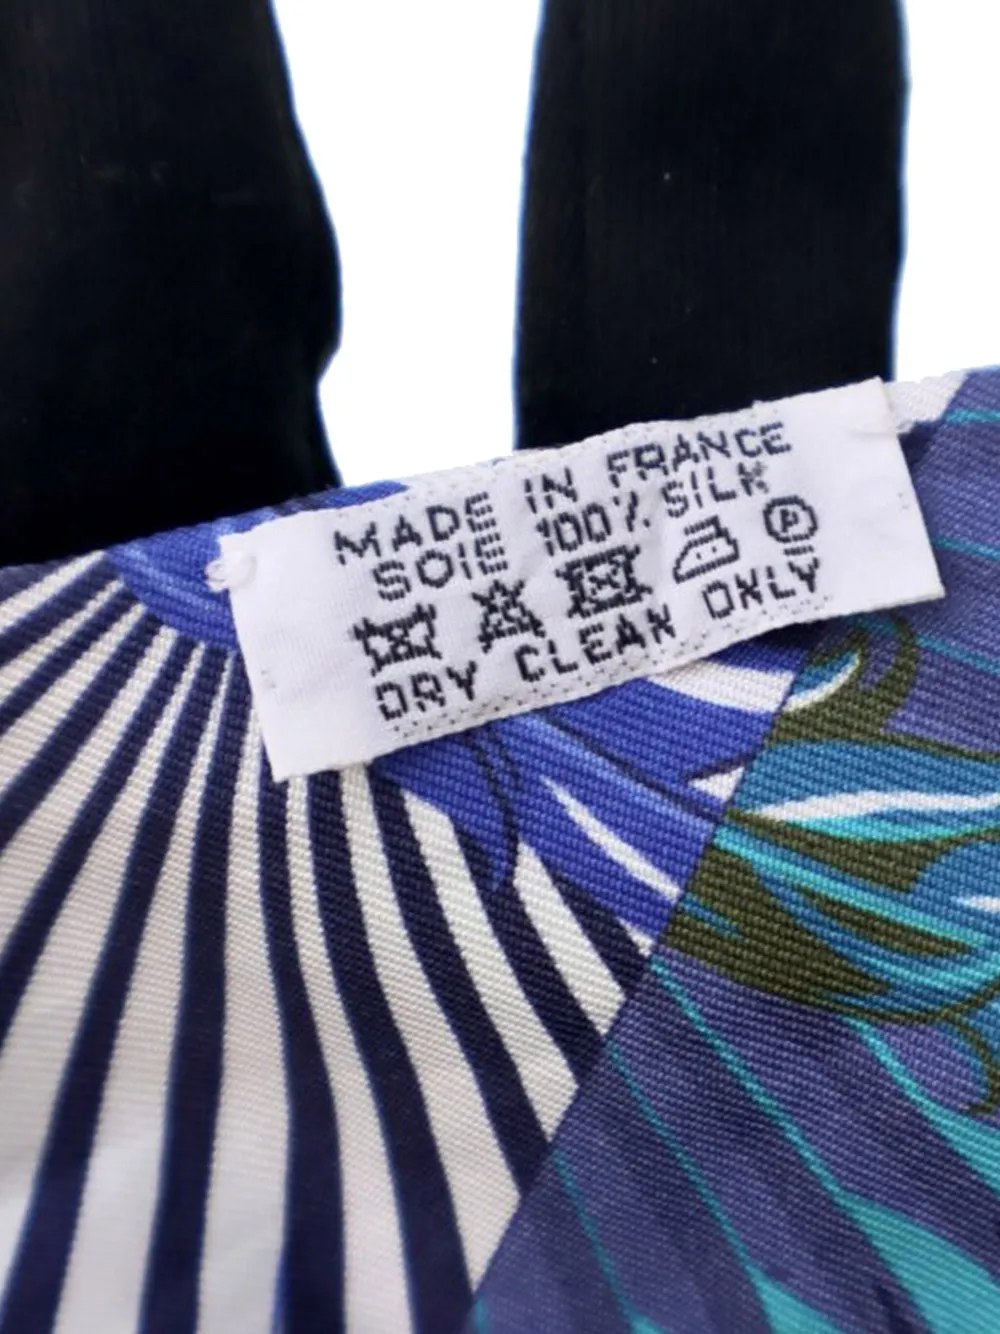 MADE IN FRANCE
SOIE 100% SILK
P
DRY CLEAN ONLY